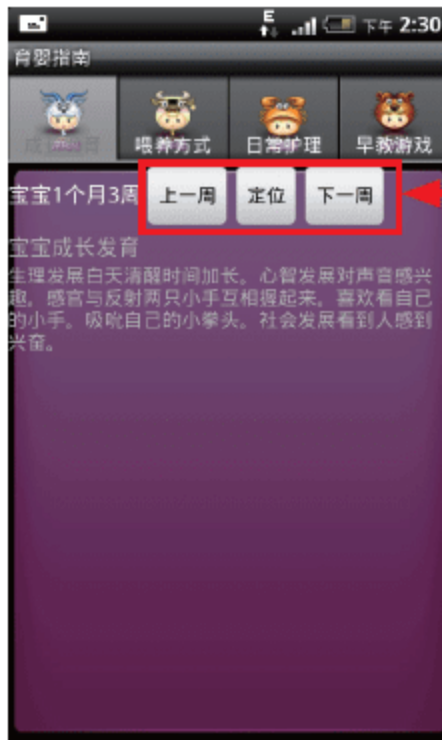 E
下午 2:30
育婴指南
成长发育 喂养方式 日常护理 早教游戏
宝宝1个月3周 上一周 定位 下一周
宝宝成长发育
生理发展白天清醒时间加长。心智发展对声音感兴
趣。感官与反射两只小手互相握起来。喜欢看自己
的小手。吸吮自己的小拳头。社会发展看到人感到
兴奋。